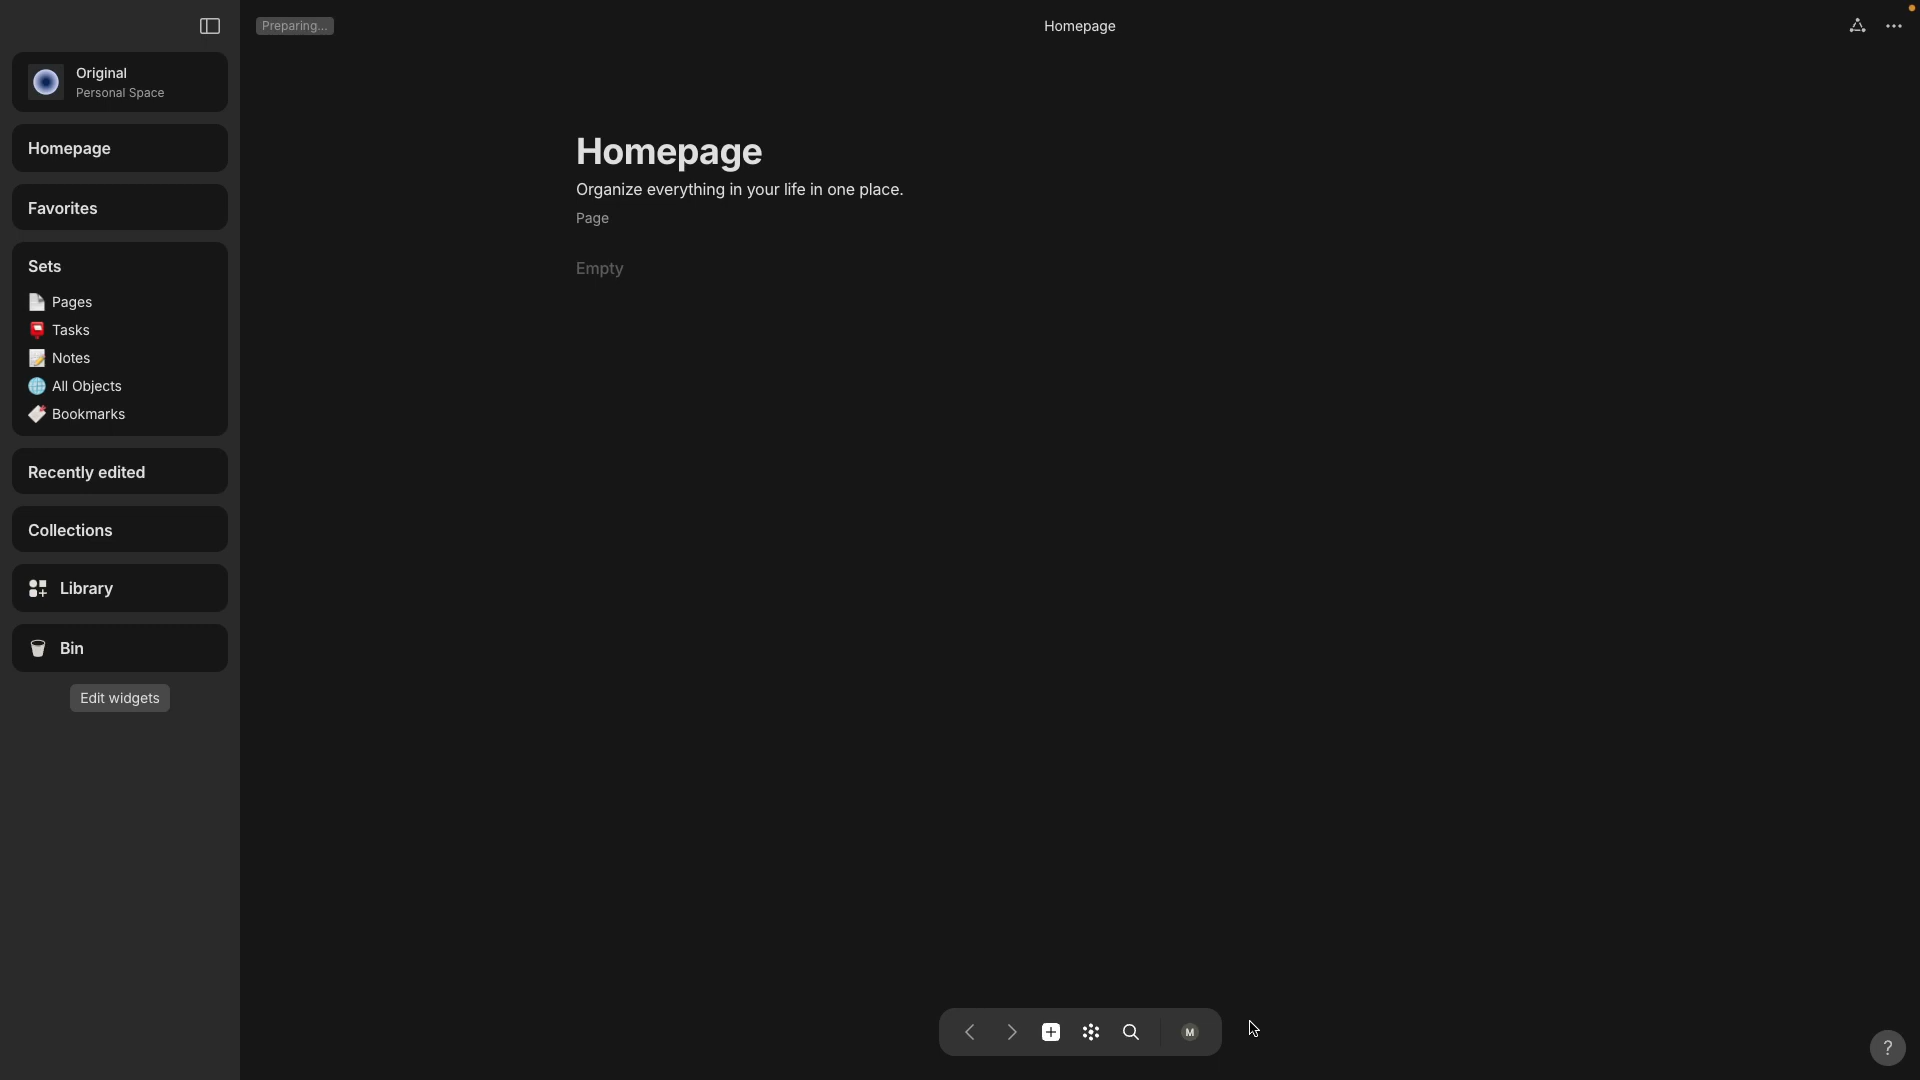 Preparing...
Homepage
Original
Personal Space
Homepage
Favorites
Sets
Pages
Tasks
Notes
All Objects
Bookmarks
Recently edited
Collections
Library
Bin
Edit widgets
Homepage
Organize everything in your life in one place.
Page
Empty
M
?